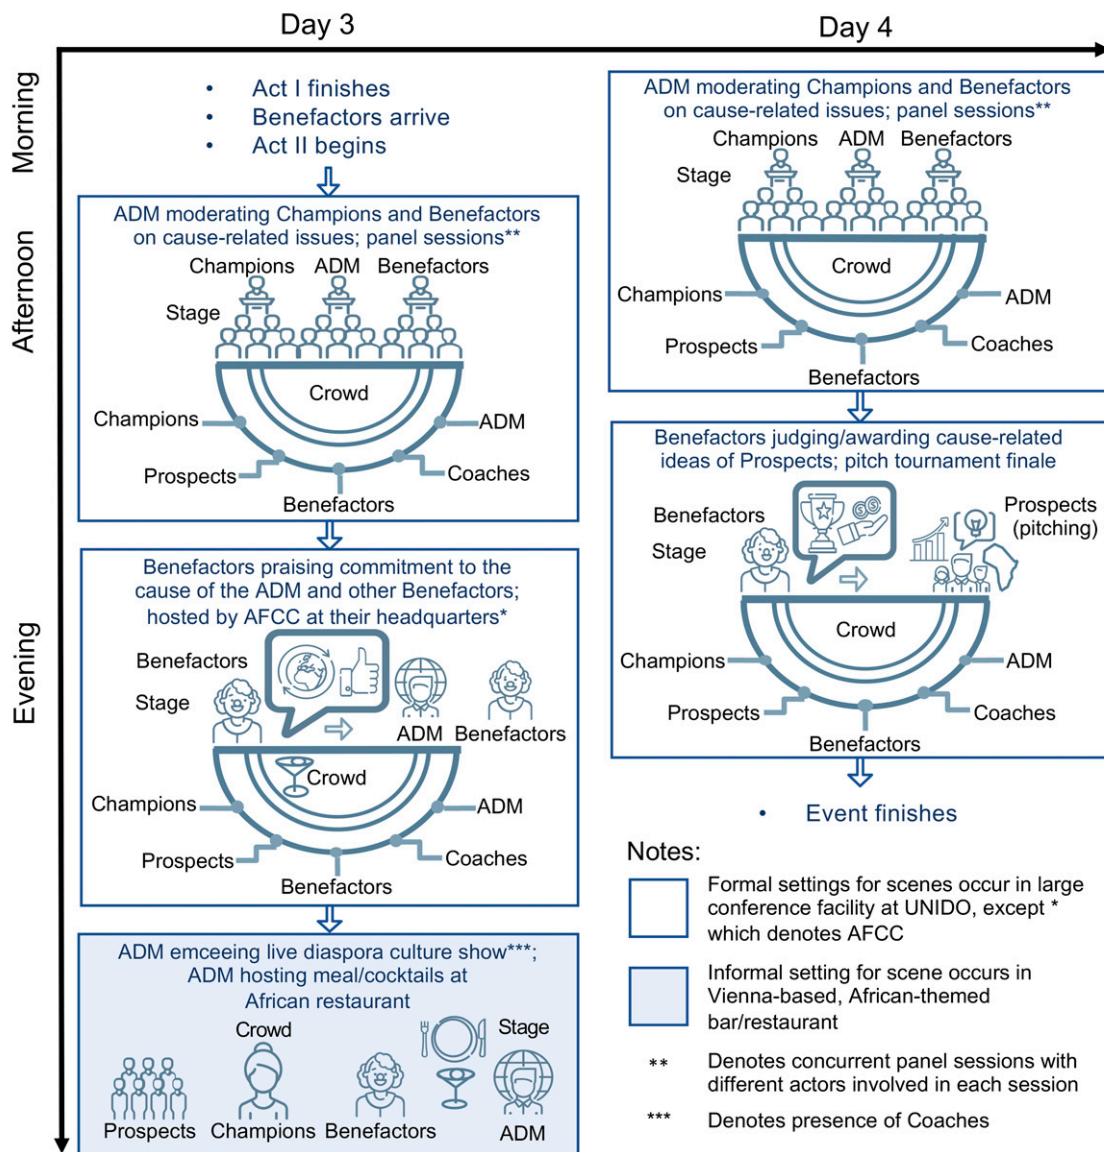 Day 3
Day 4
Morning
Afternoon
Evening
• Act I finishes
• Benefactors arrive
• Act II begins
ADM moderating Champions and Benefactors
on cause-related issues; panel sessions**
Champions ADM Benefactors
Stage
Crowd
Champions
ADM
Prospects
Coaches
Benefactors
Benefactors praising commitment to the
cause of the ADM and other Benefactors;
hosted by AFCC at their headquarters*
Benefactors
Stage
ADM Benefactors
Crowd
Champions
ADM
Prospects
Coaches
Benefactors
ADM emceeing live diaspora culture show***;
ADM hosting meal/cocktails at
African restaurant
Crowd
Stage
Prospects Champions Benefactors ADM
ADM moderating Champions and Benefactors
on cause-related issues; panel sessions**
Champions ADM Benefactors
Stage
Crowd
Champions
ADM
Prospects
Coaches
Benefactors
Benefactors judging/awarding cause-related
ideas of Prospects; pitch tournament finale
Benefactors
Stage
Prospects
(pitching)
Crowd
Champions
ADM
Prospects
Coaches
Benefactors
• Event finishes
Notes:
Formal settings for scenes occur in large
conference facility at UNIDO, except *
which denotes AFCC
Informal setting for scene occurs in
Vienna-based, African-themed
bar/restaurant
** Denotes concurrent panel sessions with
different actors involved in each session
*** Denotes presence of Coaches